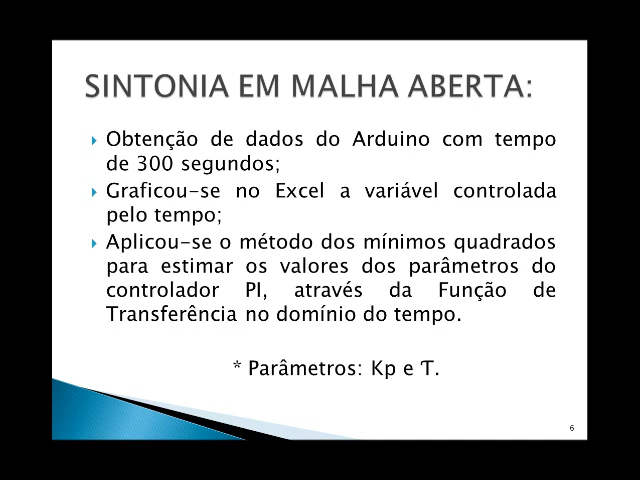 SINTONIA EM MALHA ABERTA:
Obtenção de dados do Arduino com tempo
de 300 segundos;
Graficou-se no Excel a variável controlada
pelo tempo;
Aplicou-se o método dos mínimos quadrados
para estimar os valores dos parâmetros do
controlador PI, através da Função de
Transferência no domínio do tempo.
* Parâmetros: Kp e Ƭ.
6